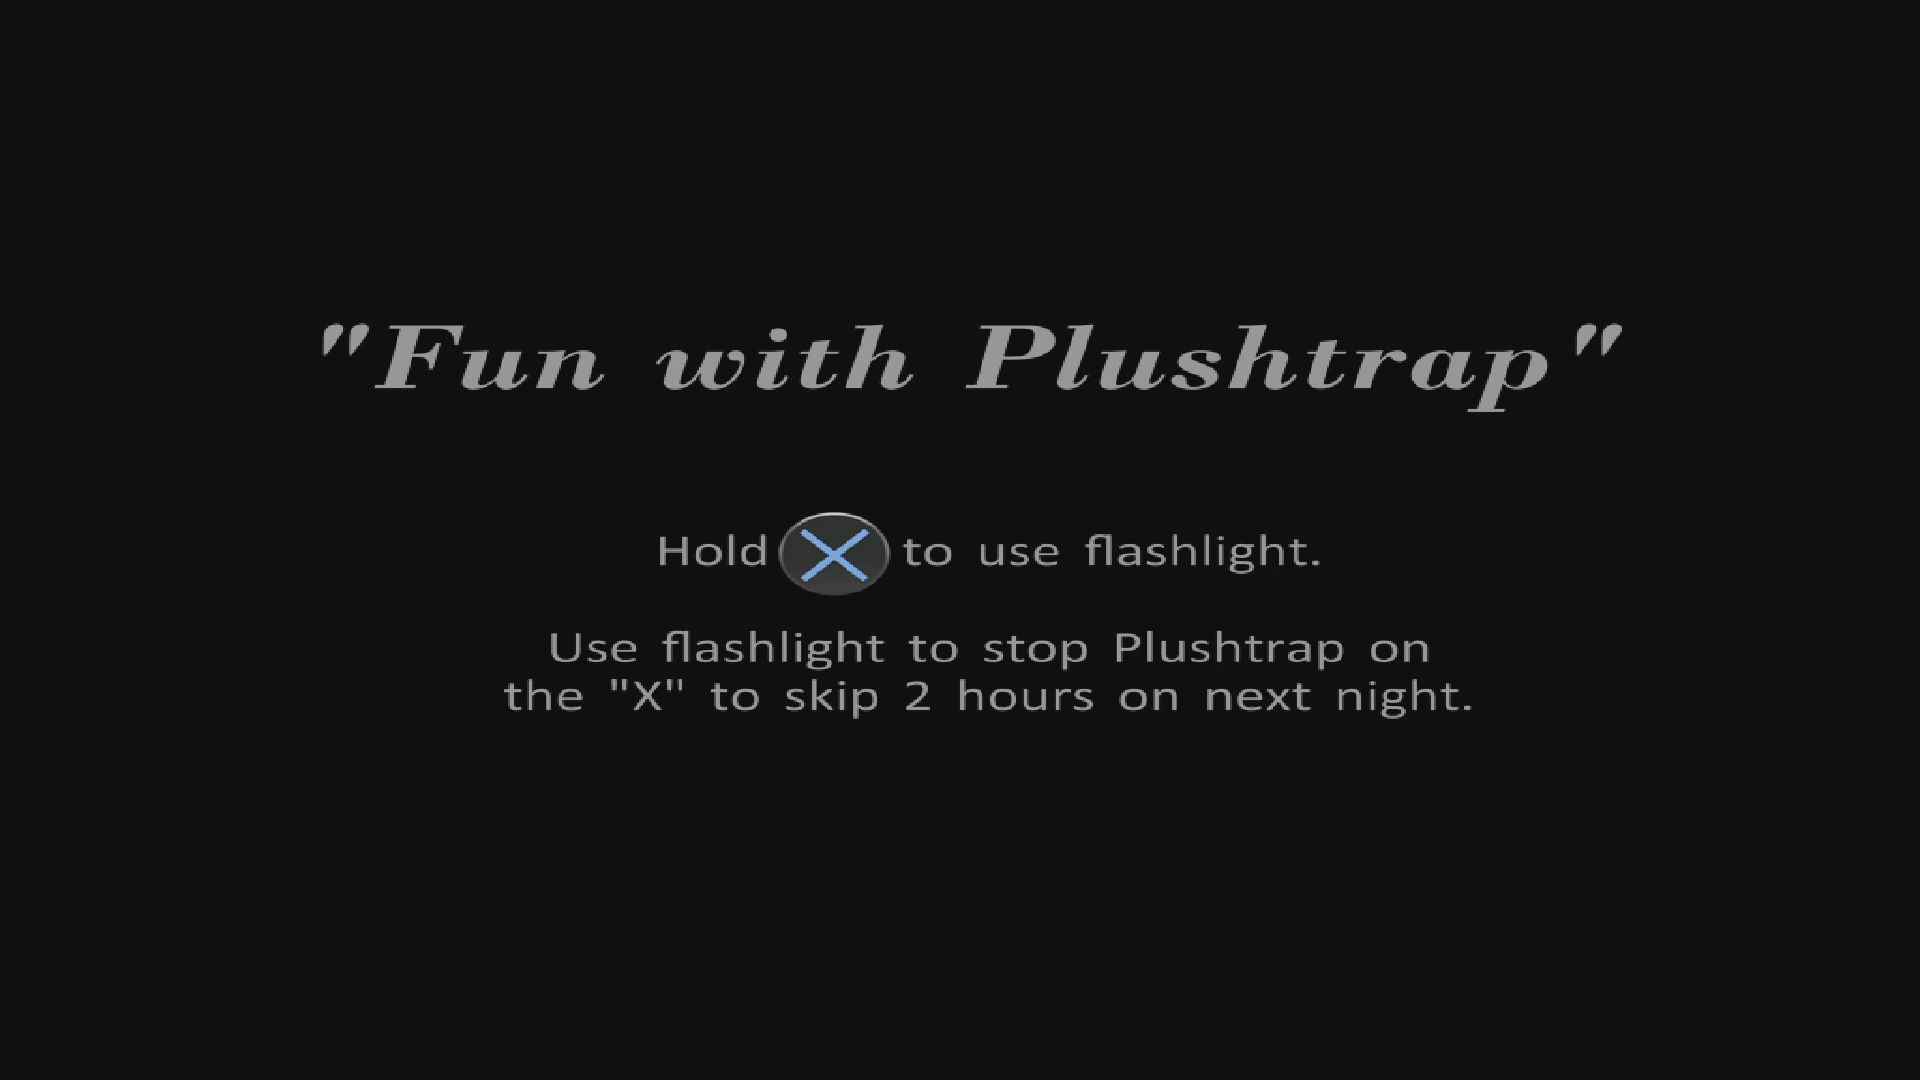 "Fun with Plushtrap"
Hold X to use flashlight.
Use flashlight to stop Plushtrap on
the "X" to skip 2 hours on next night.